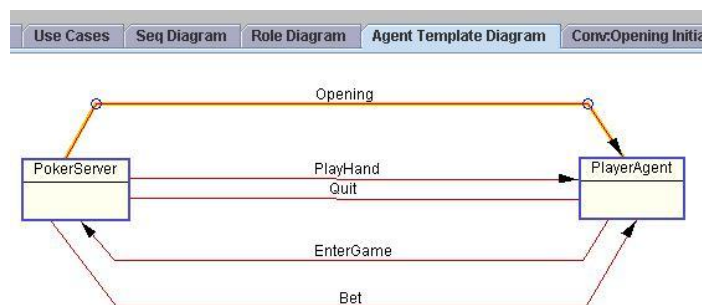 Use Cases Seq Diagram Role Diagram Agent Template Diagram Conv:Opening Initia
Opening
PokerServer PlayHand PlayerAgent
Quit
EnterGame
Bet